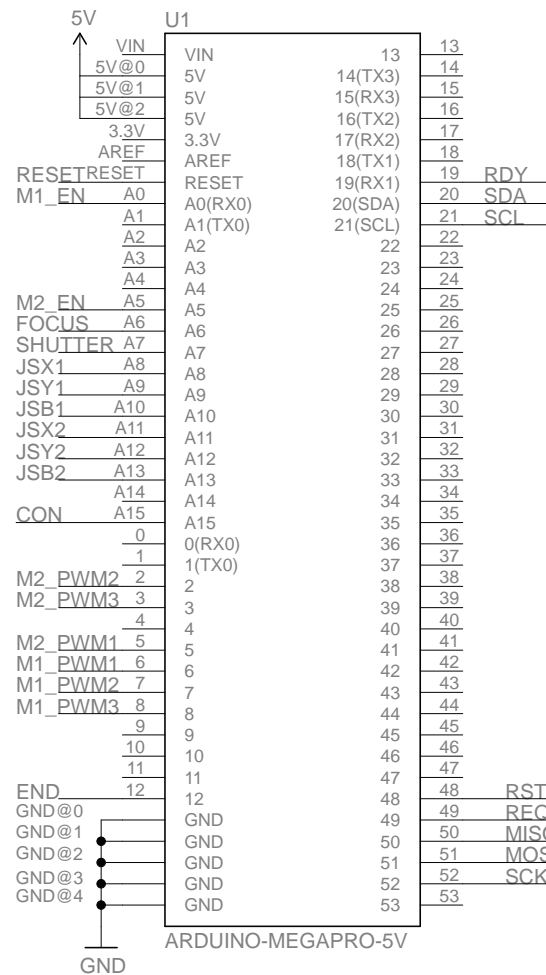 U1
5V
VIN VIN 13 13
5V@0 5V 14(TX3) 14
5V@1 5V 15(RX3) 15
5V@2 5V 16(TX2) 16
3.3V 3.3V 17(RX2) 17
AREF AREF 18(TX1) 18
RESET RESET RESET 19(RX1) 19 RDY
M1_EN A0 A0(RX0) 20(SDA) 20 SDA
A1 A1(TX0) 21(SCL) 21 SCL
A2 A2 22 22
A3 A3 23 23
A4 A4 24 24
M2_EN A5 A5 25 25
FOCUS A6 A6 26 26
SHUTTER A7 A7 27 27
JSX1 A8 A8 28 28
JSY1 A9 A9 29 29
JSB1 A10 A10 30 30
JSX2 A11 A11 31 31
JSY2 A12 A12 32 32
JSB2 A13 A13 33 33
A14 A14 34 34
CON A15 A15 35 35
0 0(RX0) 36 36
1 1(TX0) 37 37
M2_PWM2 2 2 38 38
M2_PWM3 3 3 39 39
4 4 40 40
M2_PWM1 5 5 41 41
M1_PWM1 6 6 42 42
M1_PWM2 7 7 43 43
M1_PWM3 8 8 44 44
9 9 45 45
10 10 46 46
11 11 47 47
END 12 12 48 48 RST
GND@0 GND 49 49 REQ
GND@1 GND 50 50 MISO
GND@2 GND 51 51 MOS
GND@3 GND 52 52 SCK
GND@4 GND 53 53
ARDUINO-MEGAPRO-5V
GND